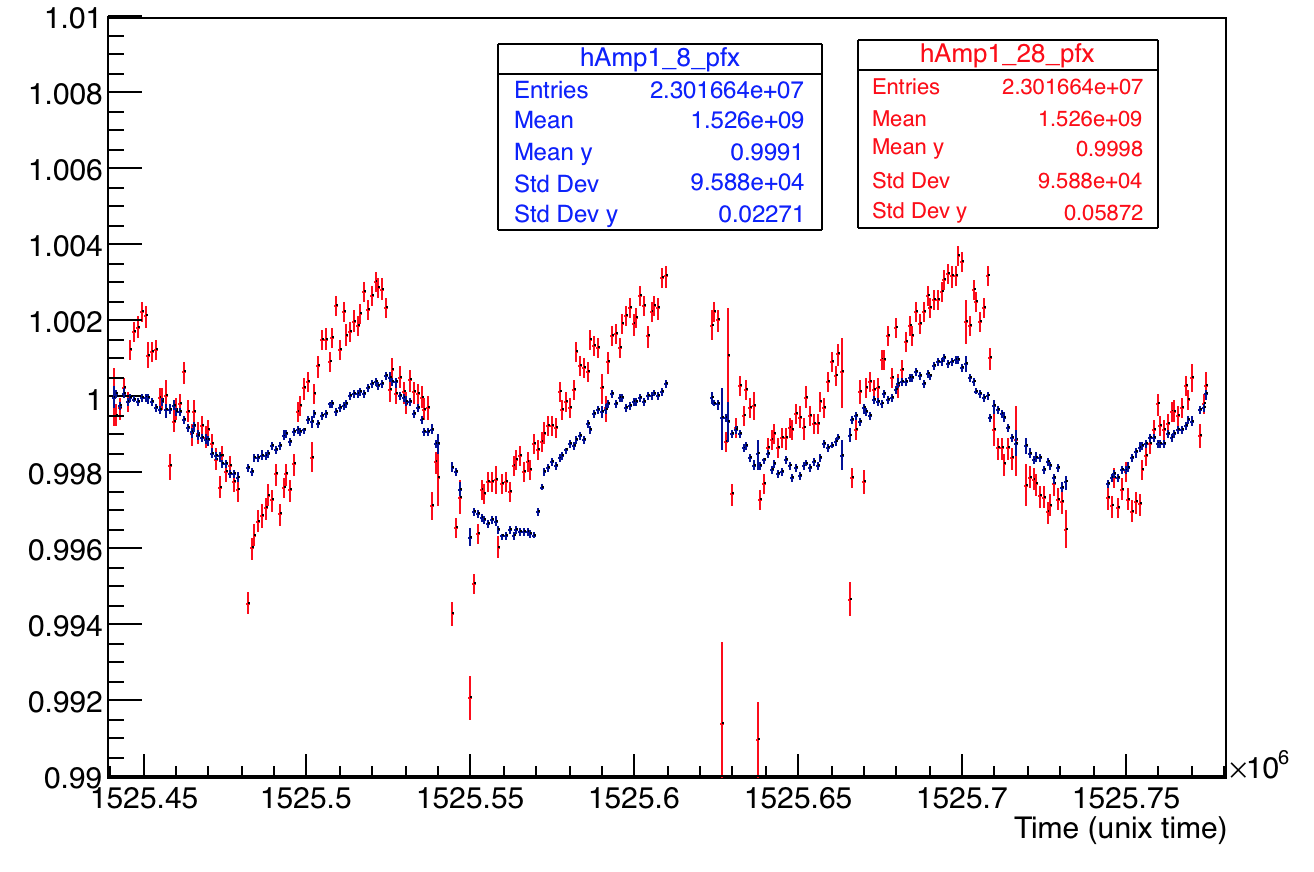 1.01
1.008
1.006
1.004
1.002
1
0.998
0.996
0.994
0.992
0.99
hAmp1_8_pfx
Entries 2.301664e+07
Mean 1.526e+09
Mean y 0.9991
Std Dev 9.588e+04
Std Dev y 0.02271
hAmp1_28_pfx
Entries 2.301664e+07
Mean 1.526e+09
Mean y 0.9998
Std Dev 9.588e+04
Std Dev y 0.05872
1525.45 1525.5 1525.55 1525.6 1525.65 1525.7 1525.75
×10⁶
Time (unix time)